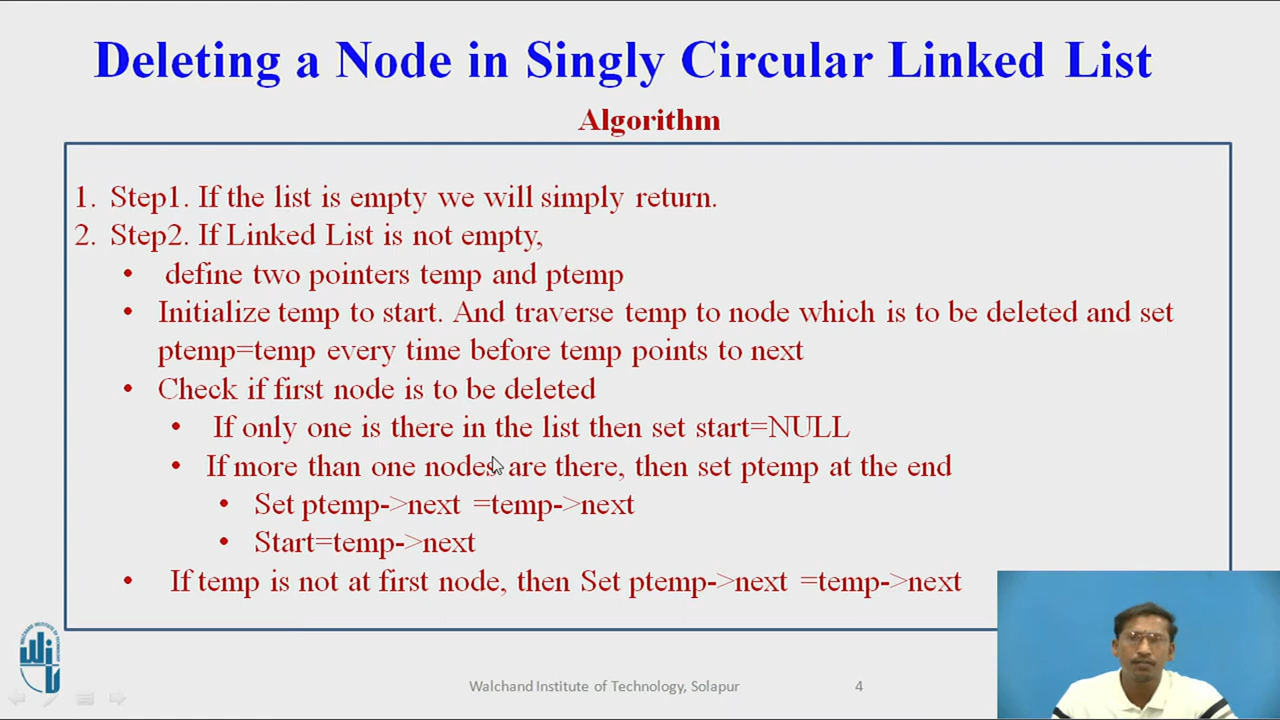 Deleting a Node in Singly Circular Linked List
Algorithm
1. Step1. If the list is empty we will simply return.
2. Step2. If Linked List is not empty,
• define two pointers temp and ptemp
• Initialize temp to start. And traverse temp to node which is to be deleted and set
ptemp=temp every time before temp points to next
• Check if first node is to be deleted
• If only one is there in the list then set start=NULL
• If more than one nodes are there, then set ptemp at the end
• Set ptemp->next =temp->next
• Start=temp->next
• If temp is not at first node, then Set ptemp->next =temp->next
WALCHAND INSTITUTE OF TECHNOLOGY
WIT
Walchand Institute of Technology, Solapur
4